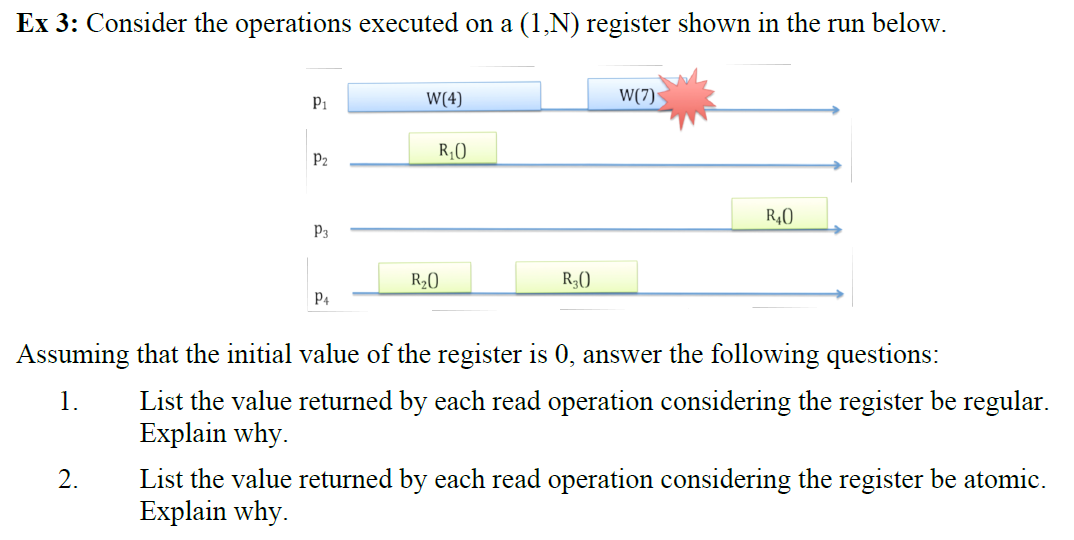 Ex 3: Consider the operations executed on a (1,N) register shown in the run below.
p₁ W(4) W(7)
p₂ R₁()
p₃ R₄()
p₄ R₂() R₃()
Assuming that the initial value of the register is 0, answer the following questions:
1. List the value returned by each read operation considering the register be regular.
Explain why.
2. List the value returned by each read operation considering the register be atomic.
Explain why.